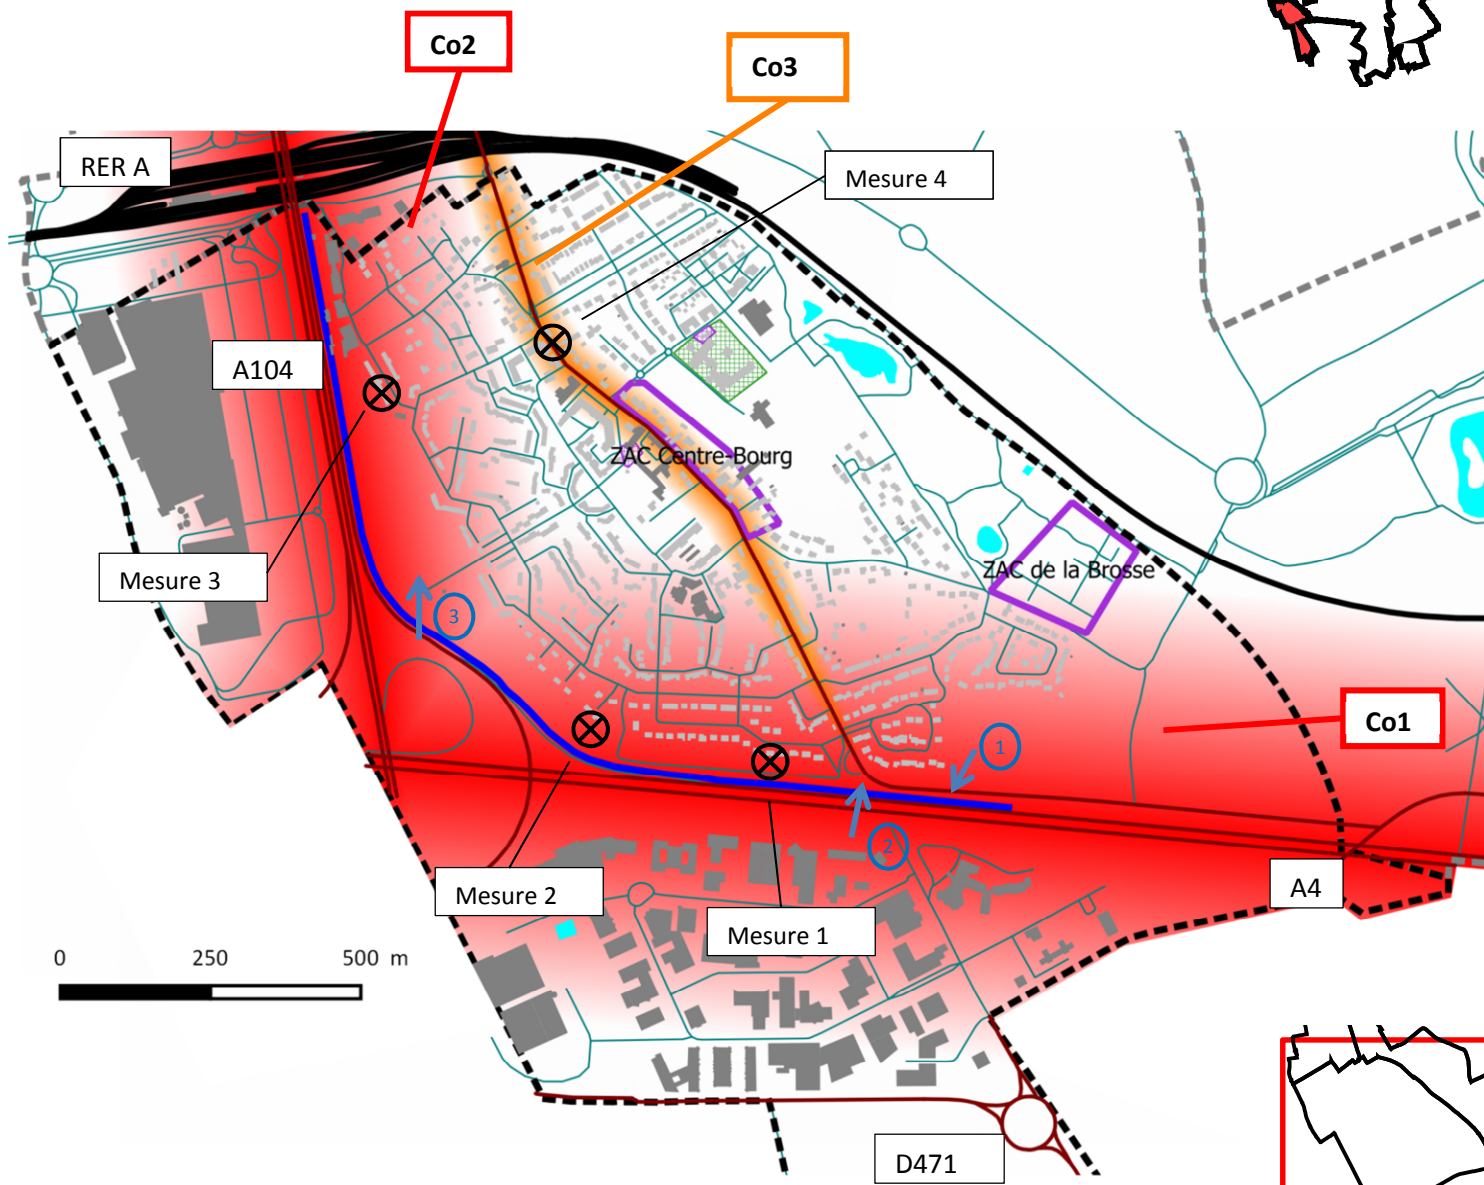 Co2
Co3
RER A
Mesure 4
A104
ZAC Centre-Bourg
Mesure 3
ZAC de la Brosse
3
Co1
1
2
A4
Mesure 2
Mesure 1
0 250 500 m
D471